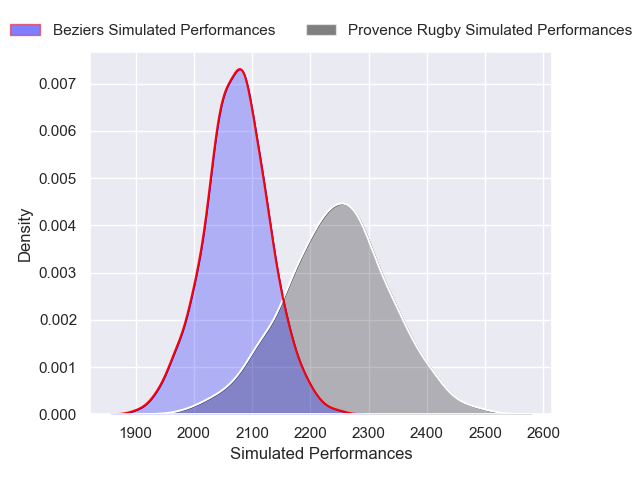 Beziers Simulated Performances
Provence Rugby Simulated Performances
0.007
0.006
0.005
0.004
0.003
0.002
0.001
0.000
Density
1900 2000 2100 2200 2300 2400 2500 2600
Simulated Performances